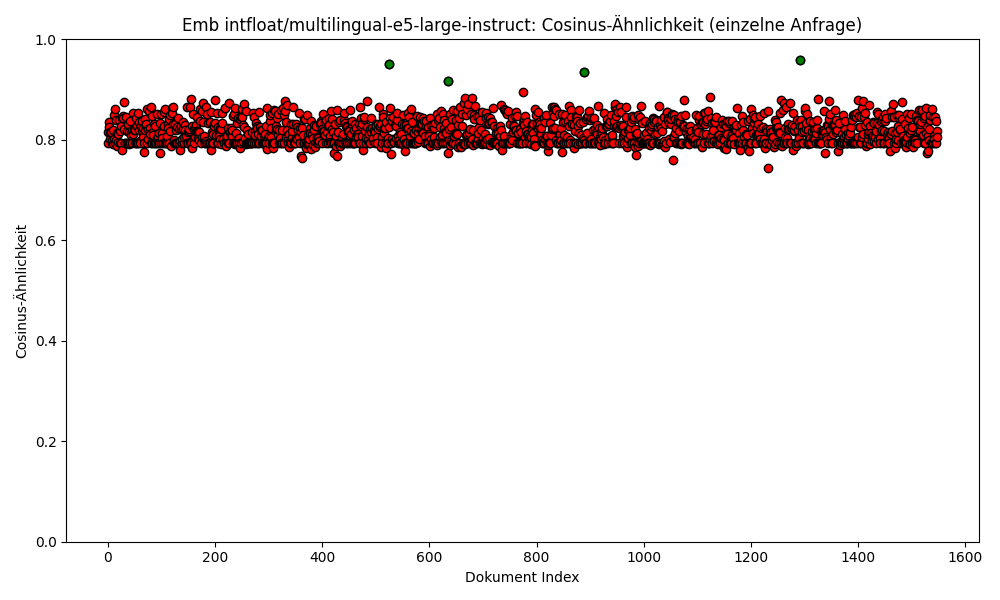 Emb intfloat/multilingual-e5-large-instruct: Cosinus-Ähnlichkeit (einzelne Anfrage)
1.0
0.8
0.6
0.4
0.2
0.0
Cosinus-Ähnlichkeit
0 200 400 600 800 1000 1200 1400 1600
Dokument Index